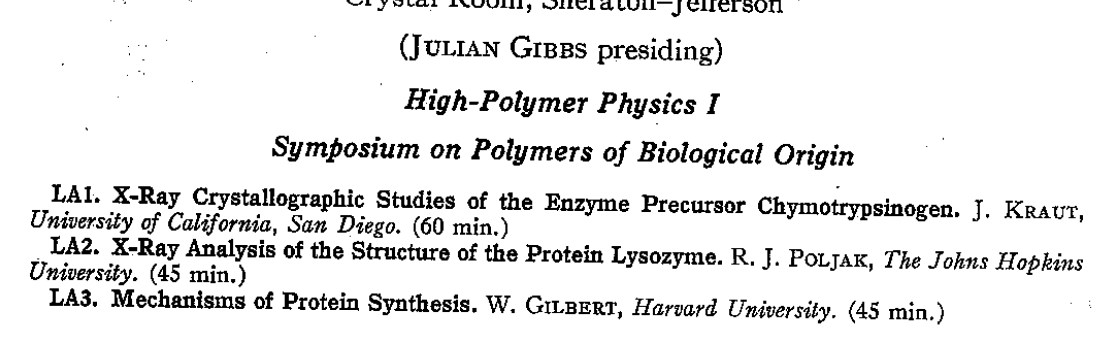 Crystal Room, Sheraton–Jefferson
(JULIAN GIBBS presiding)
High-Polymer Physics I
Symposium on Polymers of Biological Origin
LA1. X-Ray Crystallographic Studies of the Enzyme Precursor Chymotrypsinogen. J. KRAUT,
University of California, San Diego. (60 min.)
LA2. X-Ray Analysis of the Structure of the Protein Lysozyme. R. J. POLJAK, The Johns Hopkins
University. (45 min.)
LA3. Mechanisms of Protein Synthesis. W. GILBERT, Harvard University. (45 min.)